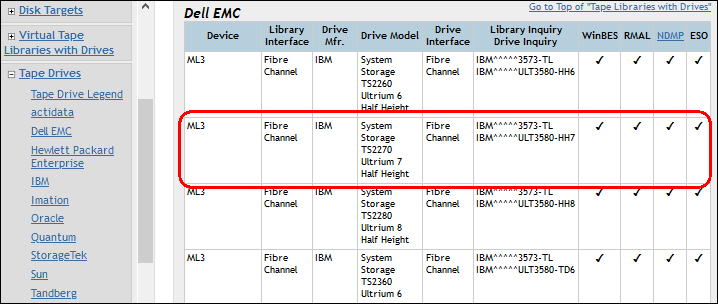 Disk Targets
Virtual Tape
Libraries with Drives
Tape Drives
Tape Drive Legend
actidata
Dell EMC
Hewlett Packard
Enterprise
IBM
Imation
Oracle
Quantum
StorageTek
Sun
Tandberg
Go to Top of "Tape Libraries with Drives"
Dell EMC
Device Library Interface Drive Mfr. Drive Model Drive Interface Library Inquiry Drive Inquiry WinBES RMAL NDMP ESO
ML3 Fibre IBM System Fibre IBM^^^^^3573-TL ✓ ✓ ✓ ✓
Channel Storage Channel IBM^^^^^ULT3580-HH6
TS2260
Ultrium 6
Half Height
ML3 Fibre IBM System Fibre IBM^^^^^3573-TL ✓ ✓ ✓ ✓
Channel Storage Channel IBM^^^^^ULT3580-HH7
TS2270
Ultrium 7
Half Height
ML3 Fibre IBM System Fibre IBM^^^^^3573-TL ✓ ✓ ✓ ✓
Channel Storage Channel IBM^^^^^ULT3580-HH8
TS2280
Ultrium 8
Half Height
ML3 Fibre IBM System Fibre IBM^^^^^3573-TL ✓ ✓ ✓ ✓
Channel Storage Channel IBM^^^^^ULT3580-TD6
TS2360
Ultrium 6